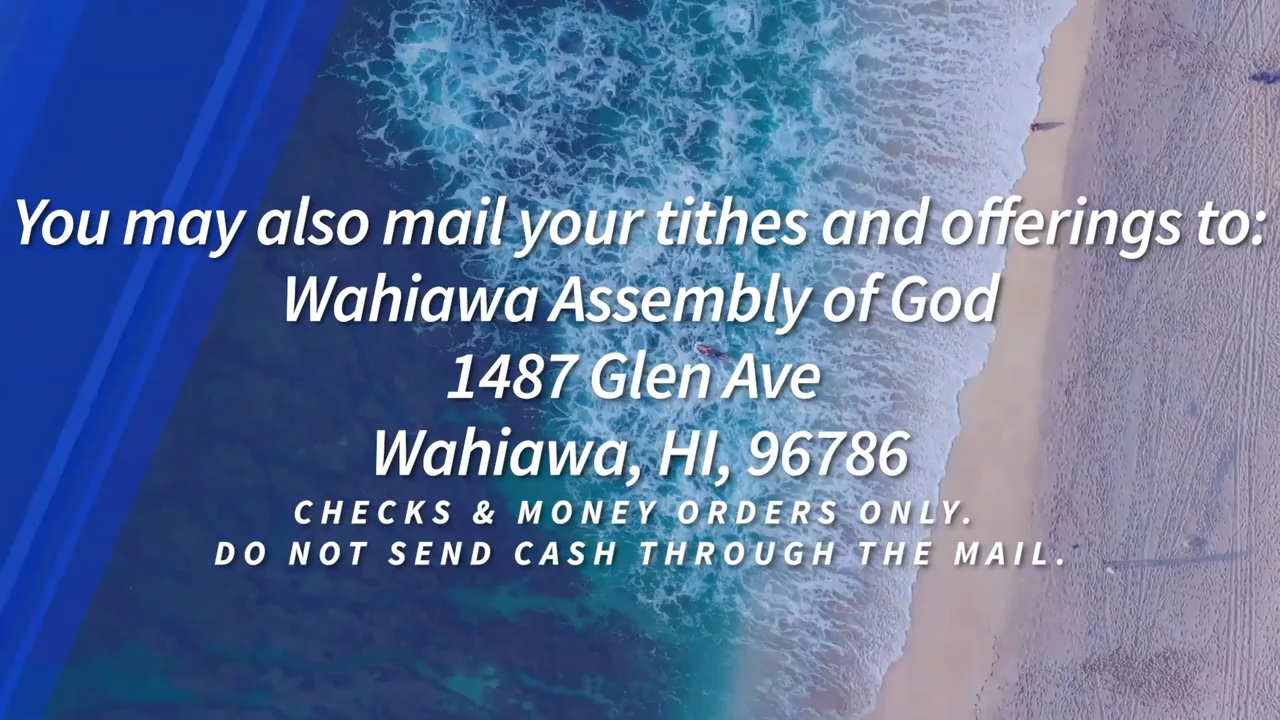 You may also mail your tithes and offerings to:
Wahiawa Assembly of God
1487 Glen Ave
Wahiawa, HI, 96786
CHECKS & MONEY ORDERS ONLY.
DO NOT SEND CASH THROUGH THE MAIL.